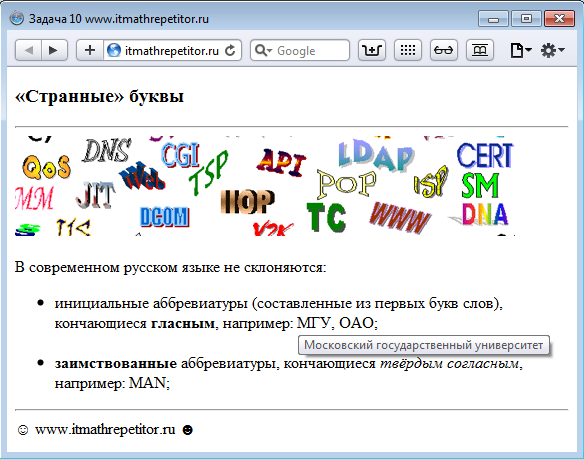 Задача 10 www.itmathrepetitor.ru
itmathrepetitor.ru
Google
«Странные» буквы
QoS DNS CGI API LDAP CERT
MM JIT Web TSP IIOP POP ISP SM
DCOM TC WWW DNA
Y2K
В современном русском языке не склоняются:
• инициальные аббревиатуры (составленные из первых букв слов),
кончающиеся гласным, например: МГУ, ОАО;
Московский государственный университет
• заимствованные аббревиатуры, кончающиеся твёрдым согласным,
например: MAN;
☺ www.itmathrepetitor.ru ☻